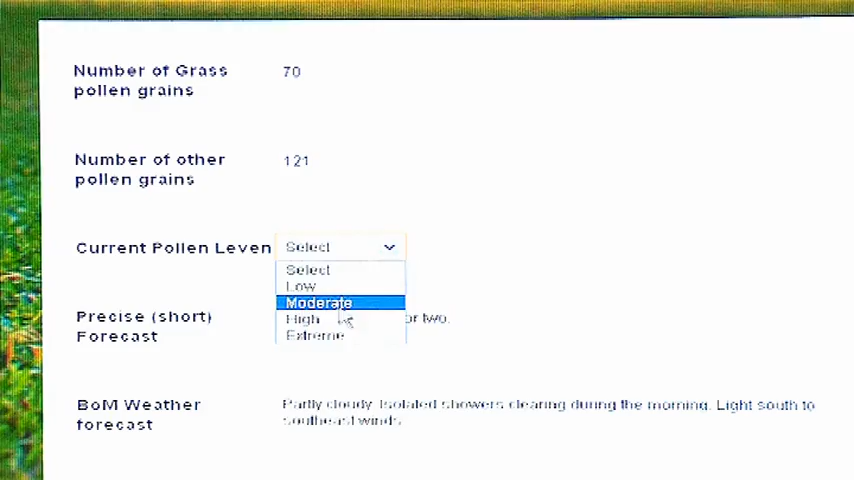 Number of Grass
pollen grains
70
Number of other
pollen grains
121
Current Pollen Leven
Select
Select
Low
Moderate
High
Extreme
Precise (short)
Forecast
or two.
BoM Weather
forecast
Partly cloudy. Isolated showers clearing during the morning. Light south to
southeast winds